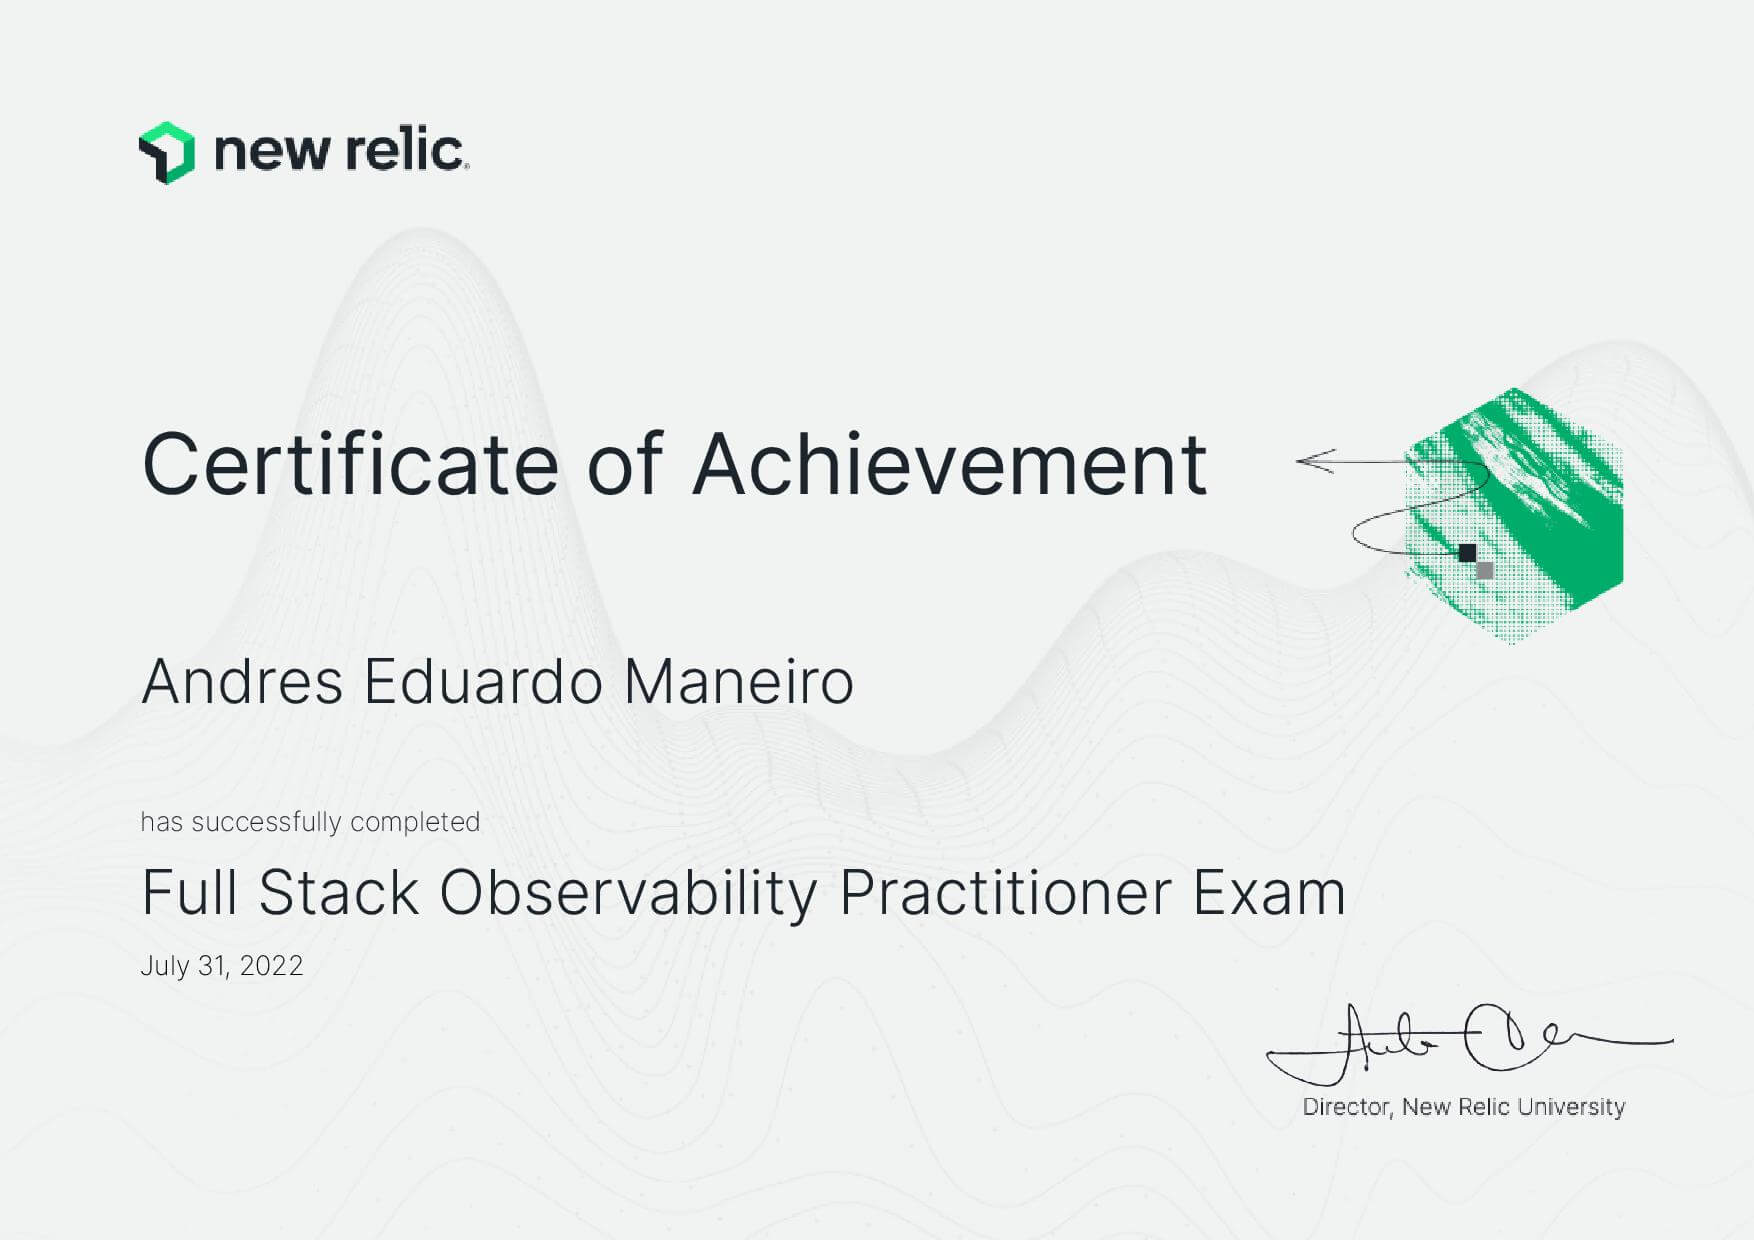 new relic®
Certificate of Achievement
Andres Eduardo Maneiro
has successfully completed
Full Stack Observability Practitioner Exam
July 31, 2022
Director, New Relic University